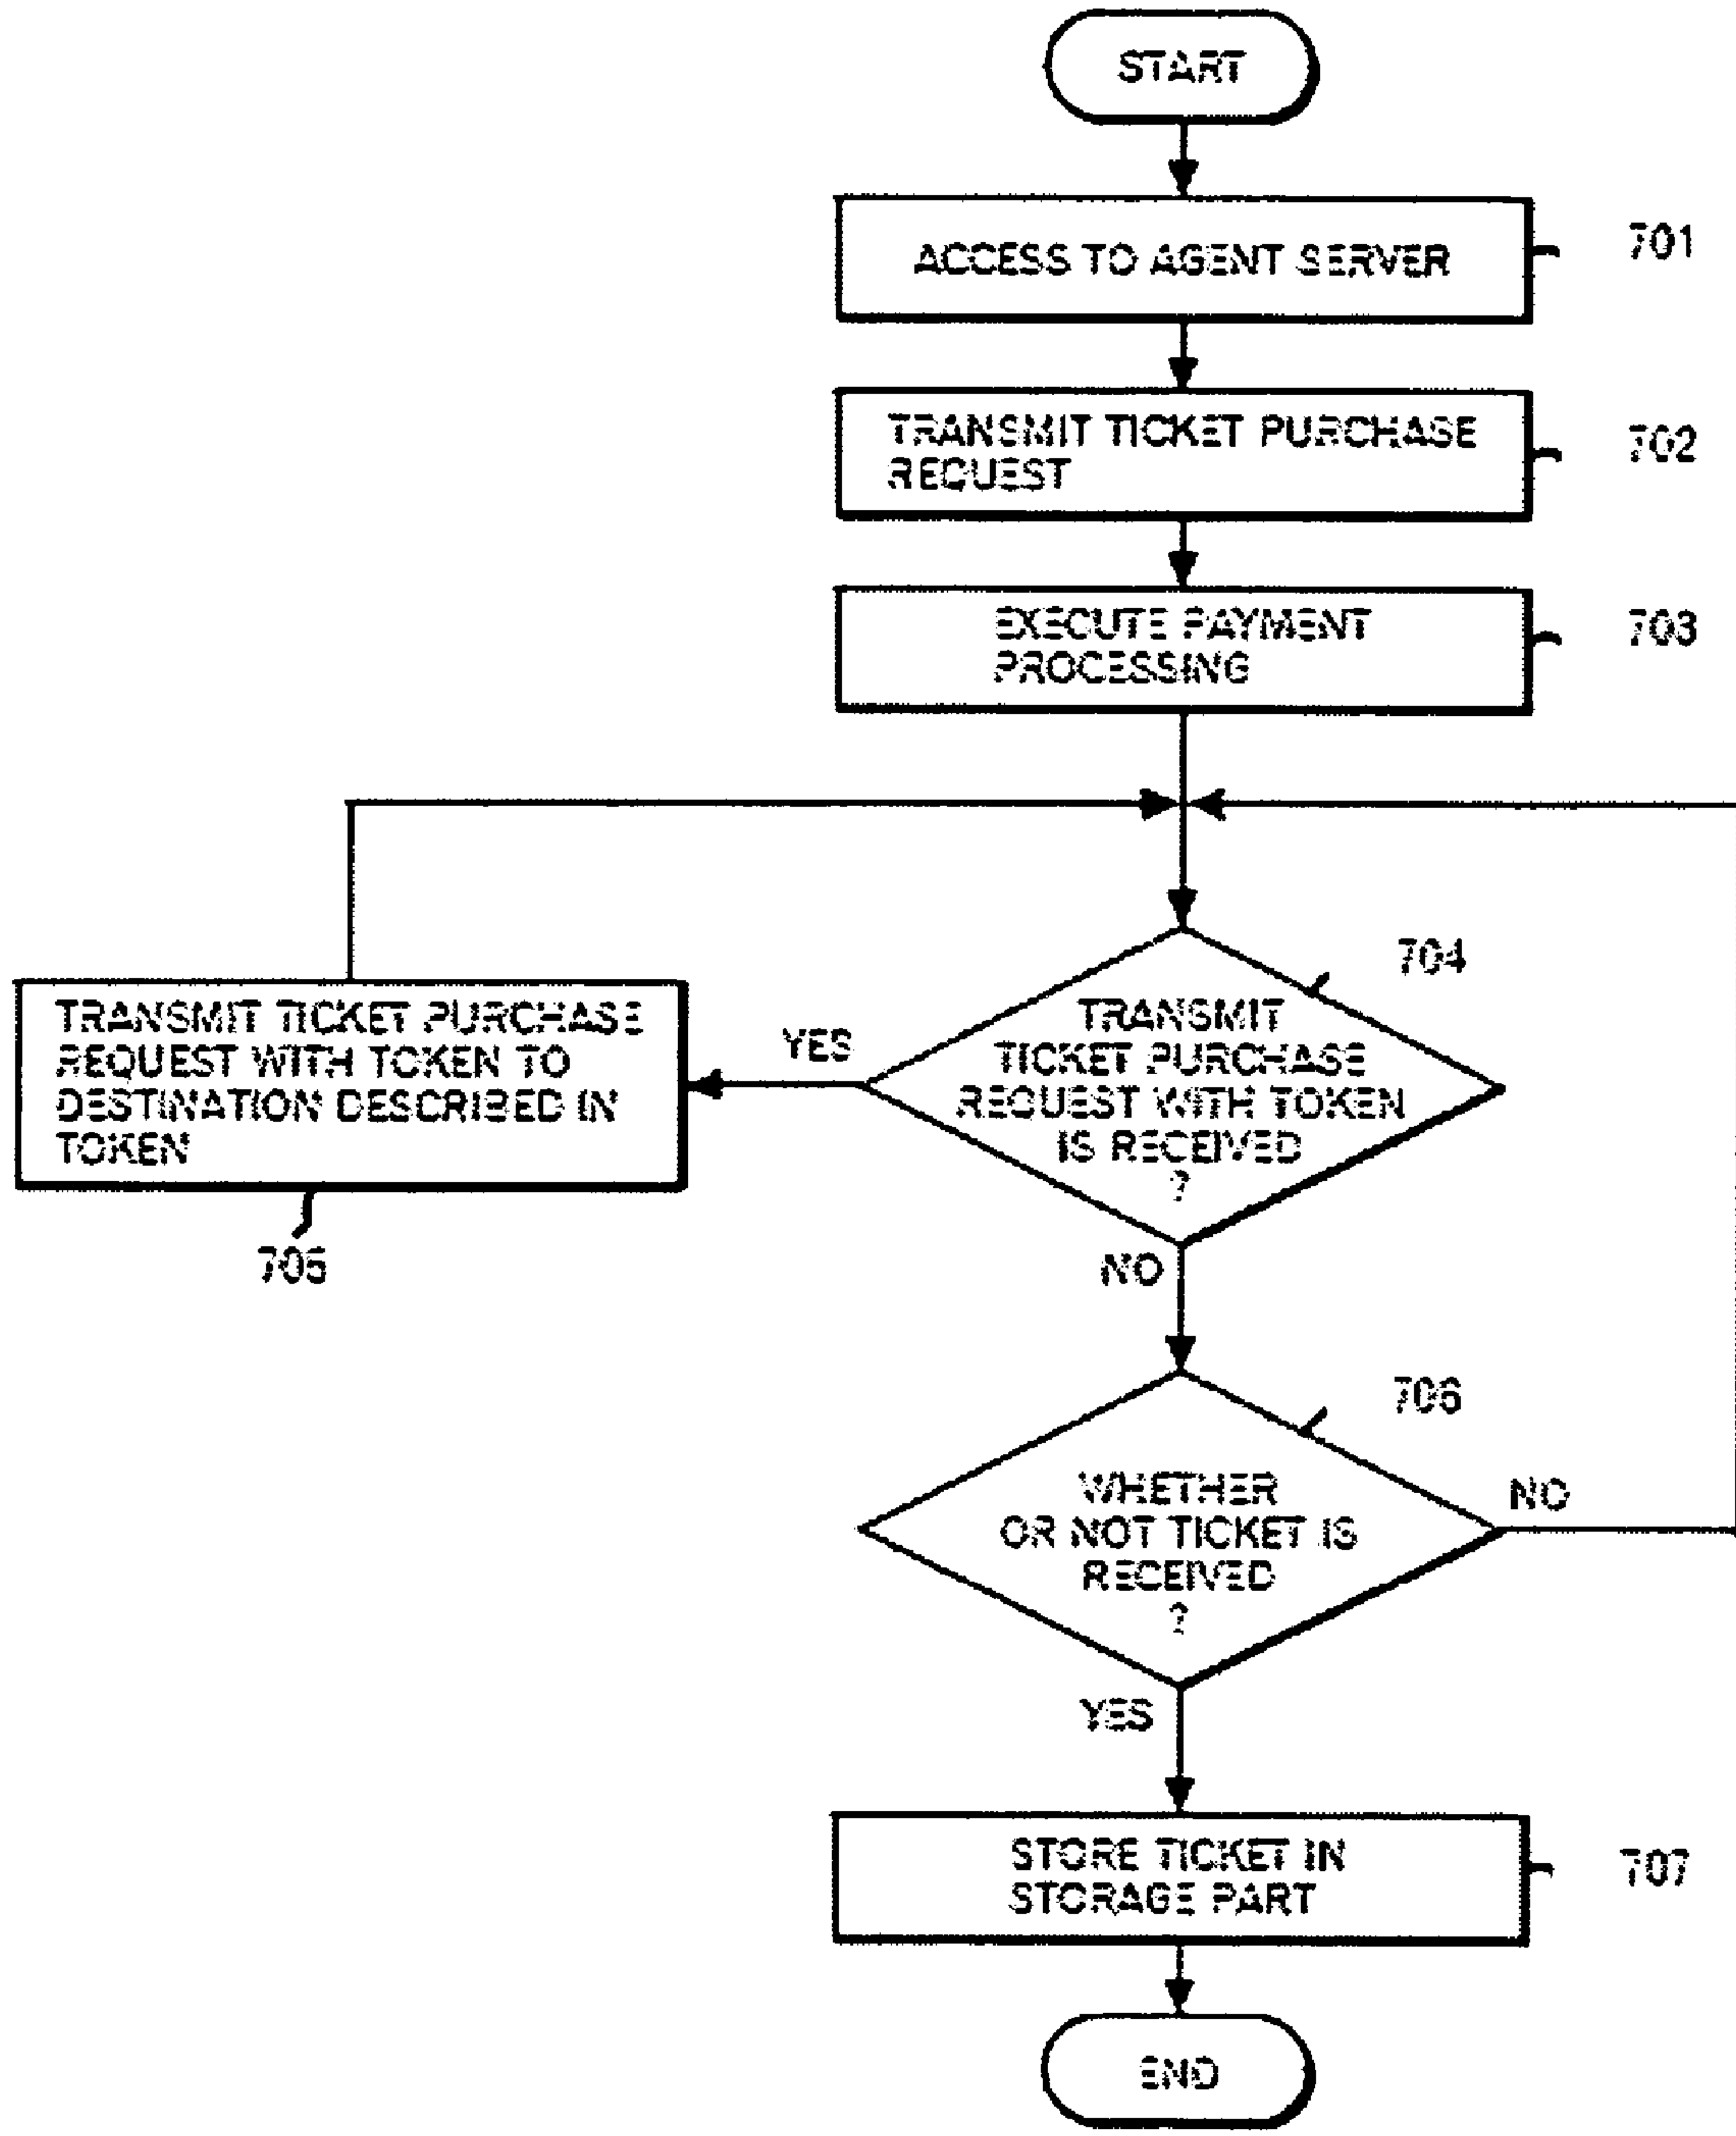 START
ACCESS TO AGENT SERVER
701
TRANSMIT TICKET PURCHASE
REQUEST
702
EXECUTE PAYMENT
PROCESSING
703
704
TRANSMIT
TICKET PURCHASE
REQUEST WITH TOKEN
IS RECEIVED
?
YES
TRANSMIT TICKET PURCHASE
REQUEST WITH TOKEN TO
DESTINATION DESCRIBED IN
TOKEN
705
NO
706
WHETHER
OR NOT TICKET IS
RECEIVED
?
NO
YES
STORE TICKET IN
STORAGE PART
707
END